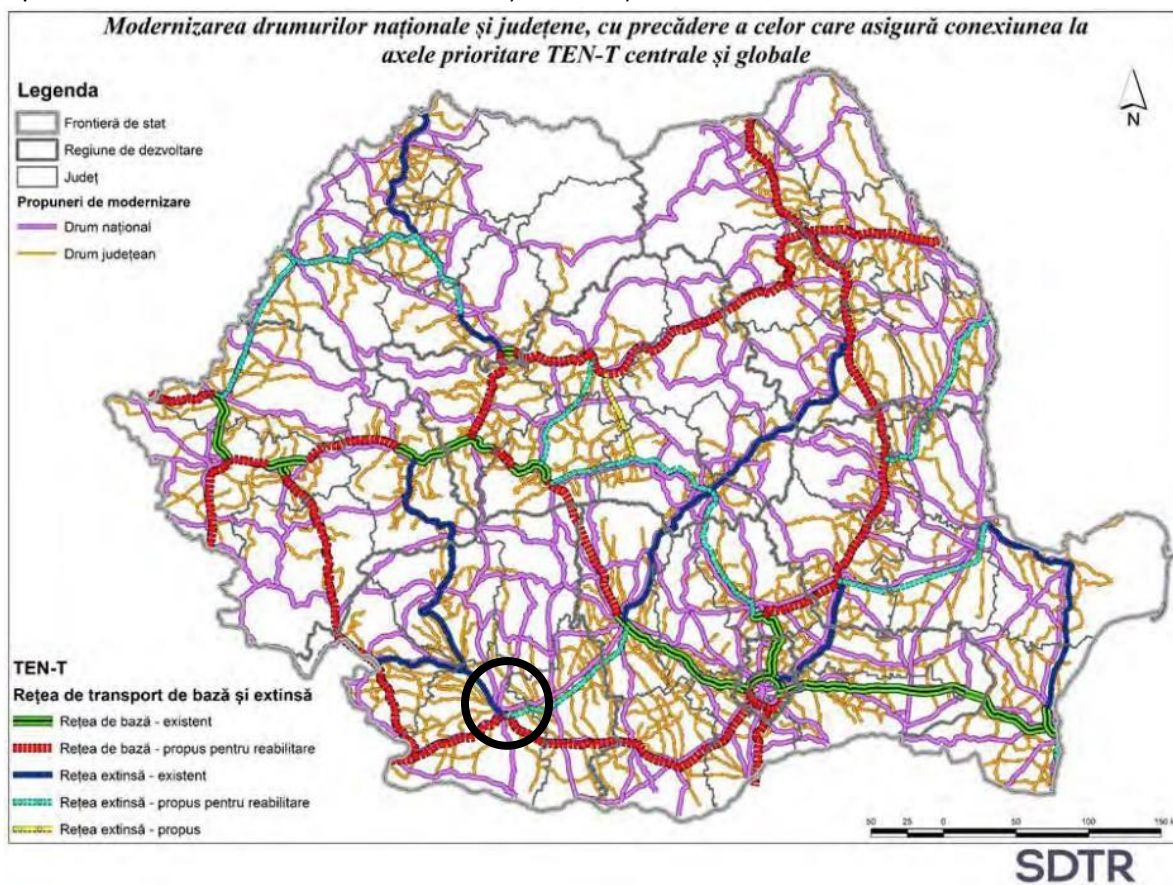 Modernizarea drumurilor naționale și județene, cu precădere a celor care asigură conexiunea la
axele prioritare TEN-T centrale și globale
Legenda
Frontieră de stat
Regiune de dezvoltare
Județ
Propuneri de modernizare
Drum național
Drum județean
N
TEN-T
Rețea de transport de bază și extinsă
Rețea de bază - existent
Rețea de bază - propus pentru reabilitare
Rețea extinsă - existent
Rețea extinsă - propus pentru reabilitare
Rețea extinsă - propus
50 25 0 50 100 150
SDTR